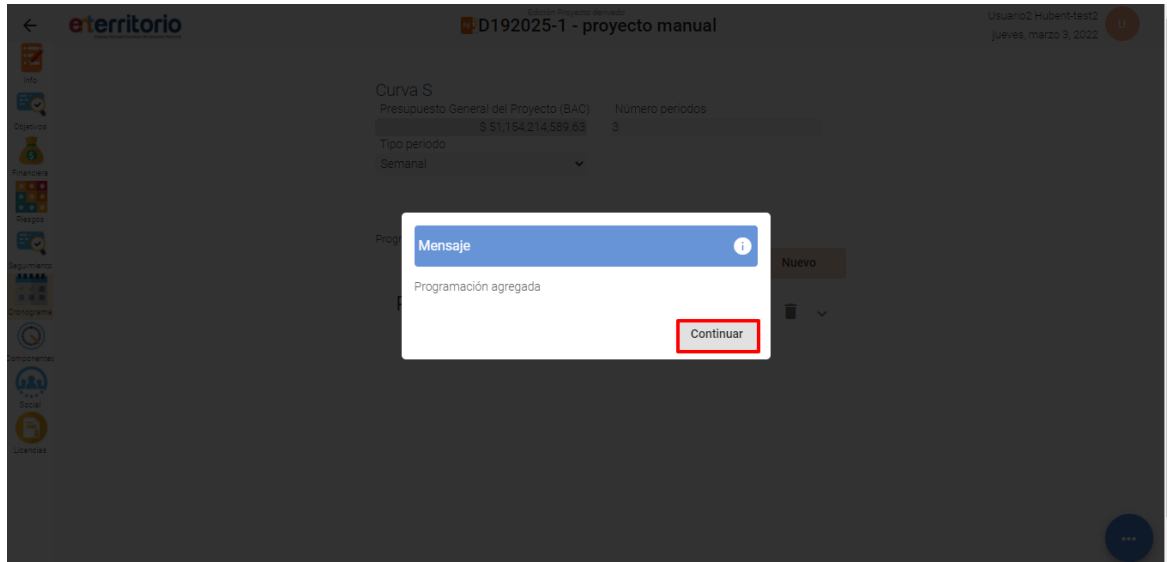 eterritorio
Edición Proyecto derivado
D192025-1 - proyecto manual
Usuario2 Hubent-test2
jueves, marzo 3, 2022
U
Info
Objetivos
Financiera
Riesgos
Seguimiento
Cronograma
Componentes
Social
Licencias
Curva S
Presupuesto General del Proyecto (BAC)
Número periodos
$ 51,154,214,589.63
3
Tipo periodo
Semanal
Progr
Nuevo
Mensaje
Programación agregada
Continuar